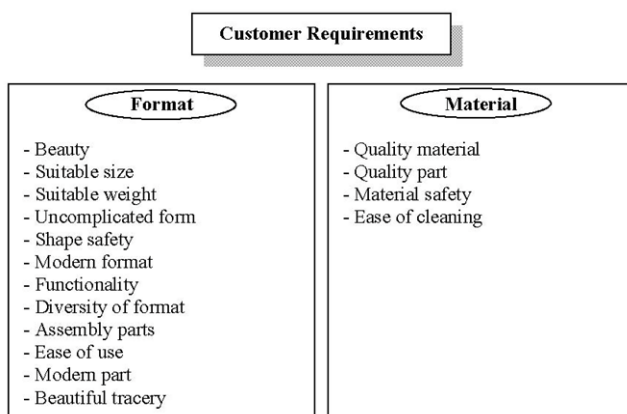 Customer Requirements
Format
- Beauty
- Suitable size
- Suitable weight
- Uncomplicated form
- Shape safety
- Modern format
- Functionality
- Diversity of format
- Assembly parts
- Ease of use
- Modern part
- Beautiful tracery
Material
- Quality material
- Quality part
- Material safety
- Ease of cleaning